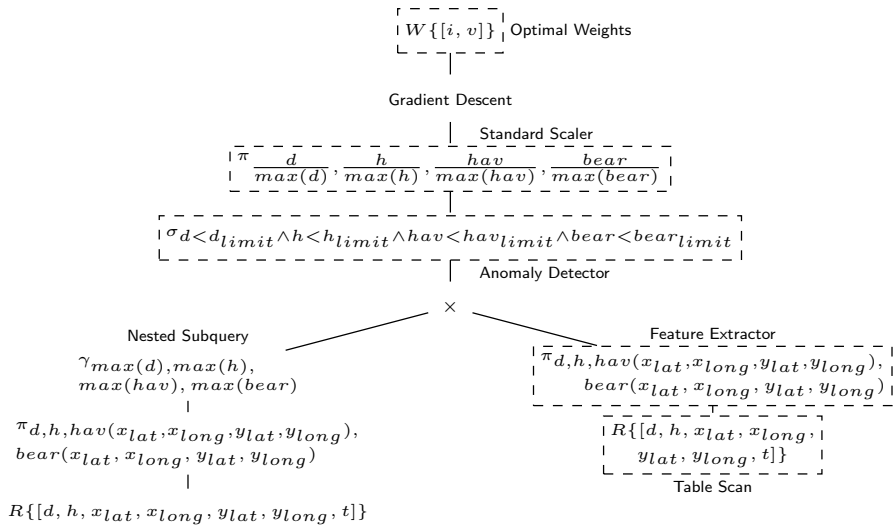 W{[i, v]} Optimal Weights
Gradient Descent
Standard Scaler
π d/max(d), h/max(h), hav/max(hav), bear/max(bear)
σ d<d_limit∧h<h_limit∧hav<hav_limit∧bear<bear_limit
Anomaly Detector
×
Nested Subquery
γ max(d),max(h),
max(hav), max(bear)
π d,h,hav(x_lat,x_long,y_lat,y_long),
bear(x_lat, x_long, y_lat, y_long)
R{[d, h, x_lat, x_long, y_lat, y_long, t]}
Feature Extractor
π d,h,hav(x_lat,x_long,y_lat,y_long),
bear(x_lat, x_long, y_lat, y_long)
R{[d, h, x_lat, x_long,
y_lat, y_long, t]}
Table Scan